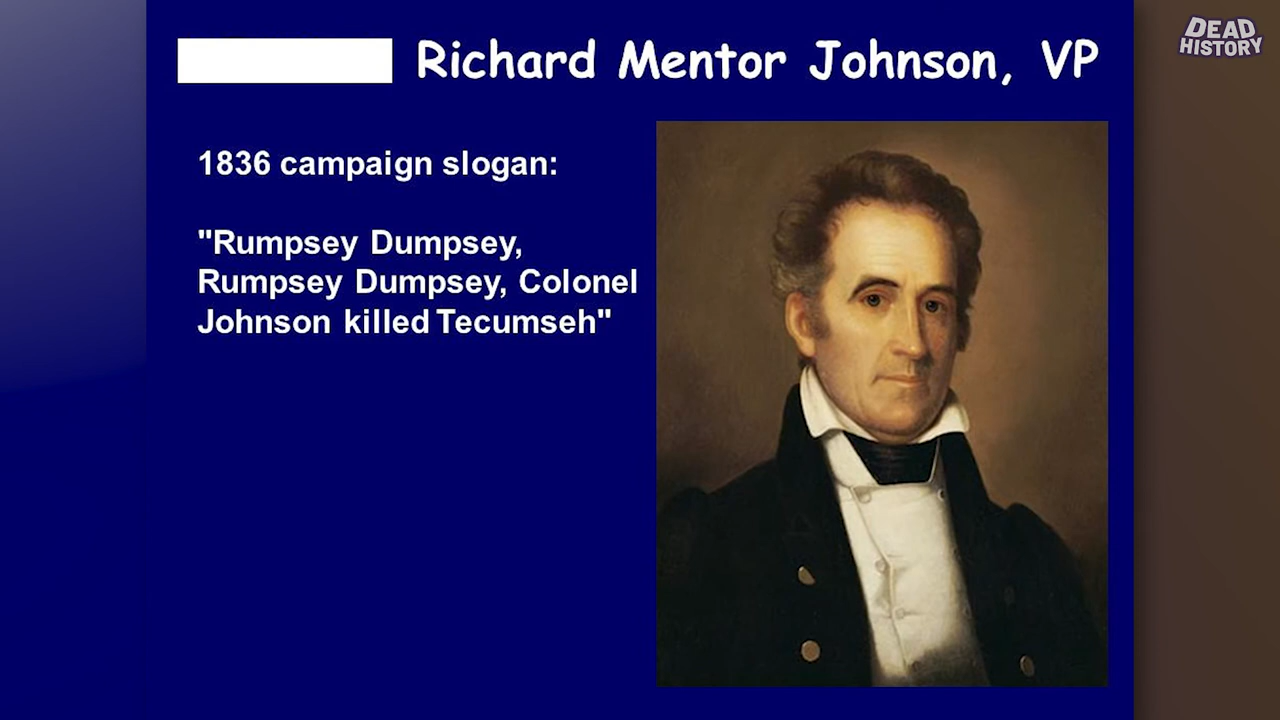 Richard Mentor Johnson, VP
DEAD
HISTORY
1836 campaign slogan:
"Rumpsey Dumpsey,
Rumpsey Dumpsey, Colonel
Johnson killed Tecumseh"